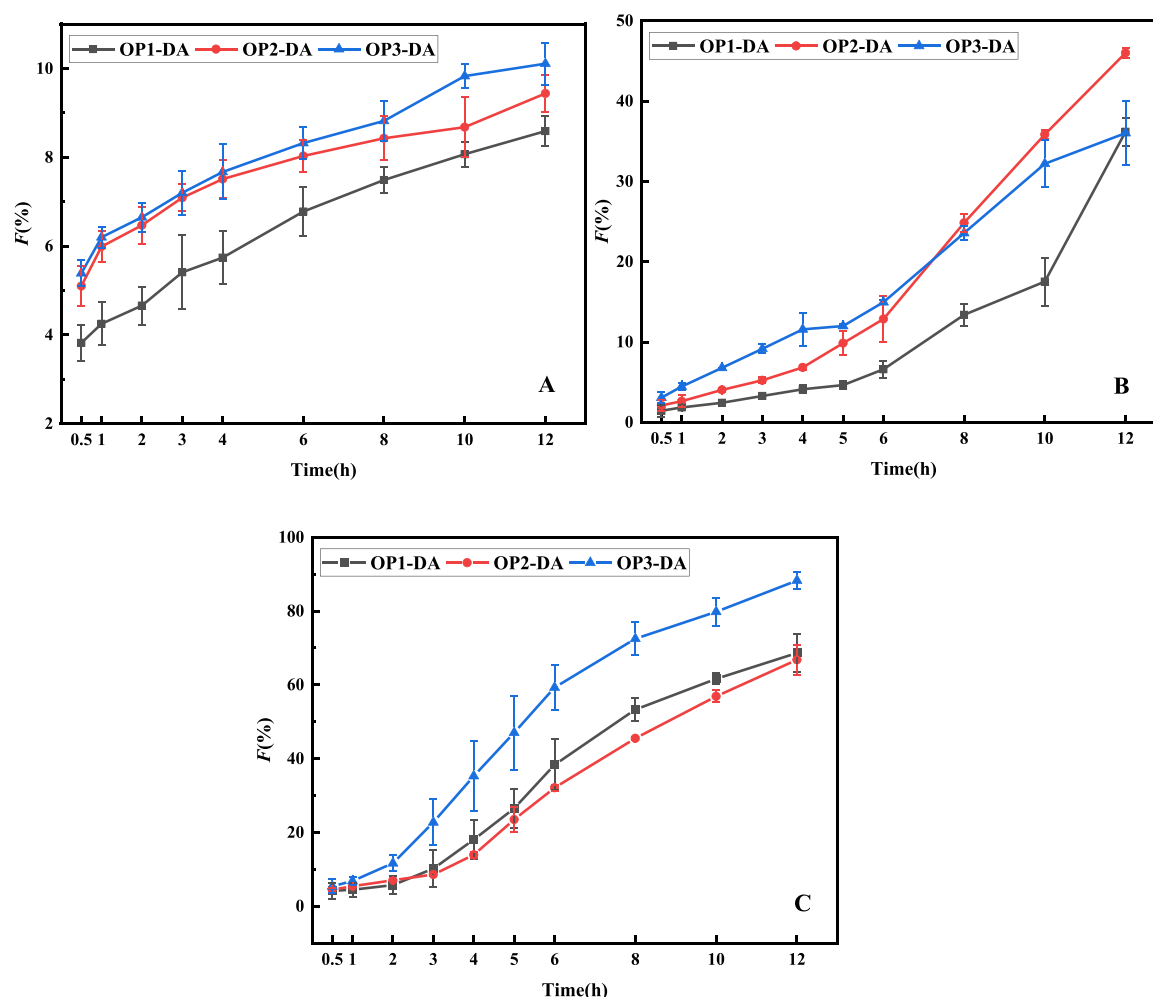 OP1-DA OP2-DA OP3-DA
10
8
6
4
2
F(%)
0.5 1 2 3 4 6 8 10 12
Time(h)
A
OP1-DA OP2-DA OP3-DA
50
40
30
20
10
0
F(%)
0.5 1 2 3 4 5 6 8 10 12
Time(h)
B
OP1-DA OP2-DA OP3-DA
100
80
60
40
20
0
F(%)
0.5 1 2 3 4 5 6 8 10 12
Time(h)
C